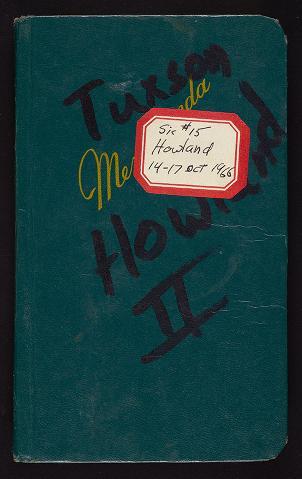 Tuxson
Memoranda
Sic #15
Howland
14-17 OCT 1966
Howland
II